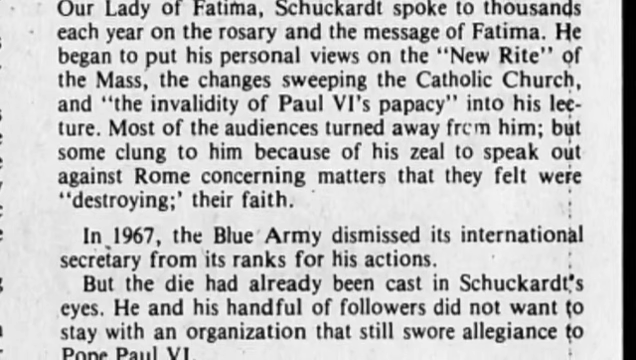 Our Lady of Fatima, Schuckardt spoke to thousands
each year on the rosary and the message of Fatima. He
began to put his personal views on the "New Rite" of
the Mass, the changes sweeping the Catholic Church,
and "the invalidity of Paul VI's papacy" into his lec-
ture. Most of the audiences turned away from him; but
some clung to him because of his zeal to speak out
against Rome concerning matters that they felt were
"destroying;' their faith.
In 1967, the Blue Army dismissed its international
secretary from its ranks for his actions.
But the die had already been cast in Schuckardt's
eyes. He and his handful of followers did not want to
stay with an organization that still swore allegiance to
Pope Paul VI.